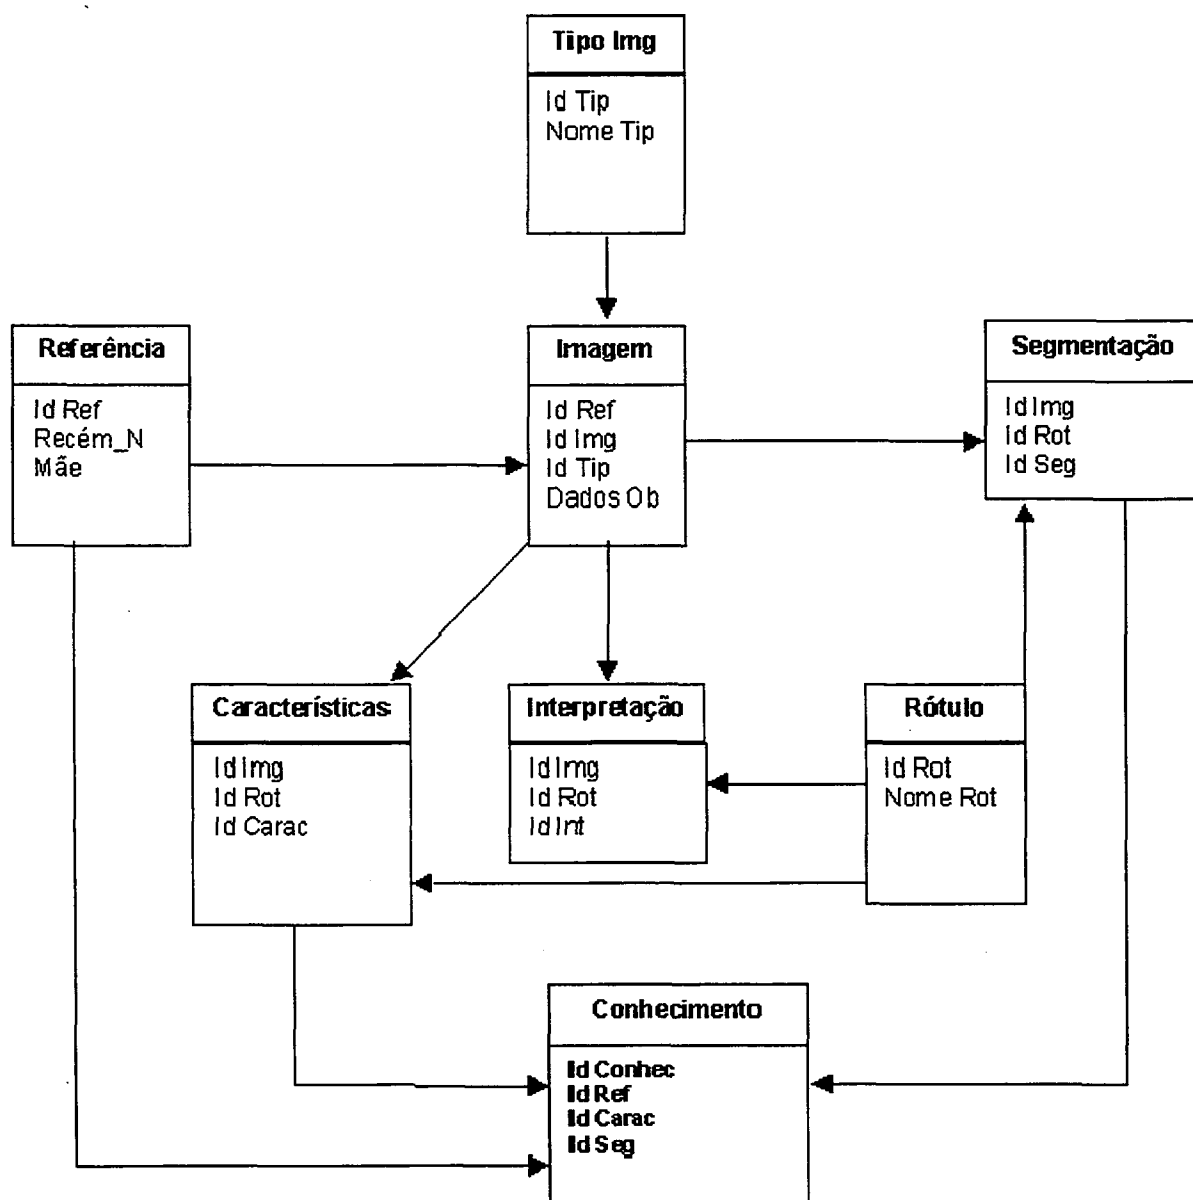 Tipo Img
Id Tip
Nome Tip
Referência
Id Ref
Recém_N
Mãe
Imagem
Id Ref
Id Img
Id Tip
Dados Ob
Segmentação
Id Img
Id Rot
Id Seg
Características
Id Img
Id Rot
Id Carac
Interpretação
Id Img
Id Rot
Id Int
Rótulo
Id Rot
Nome Rot
Conhecimento
Id Conhec
Id Ref
Id Carac
Id Seg